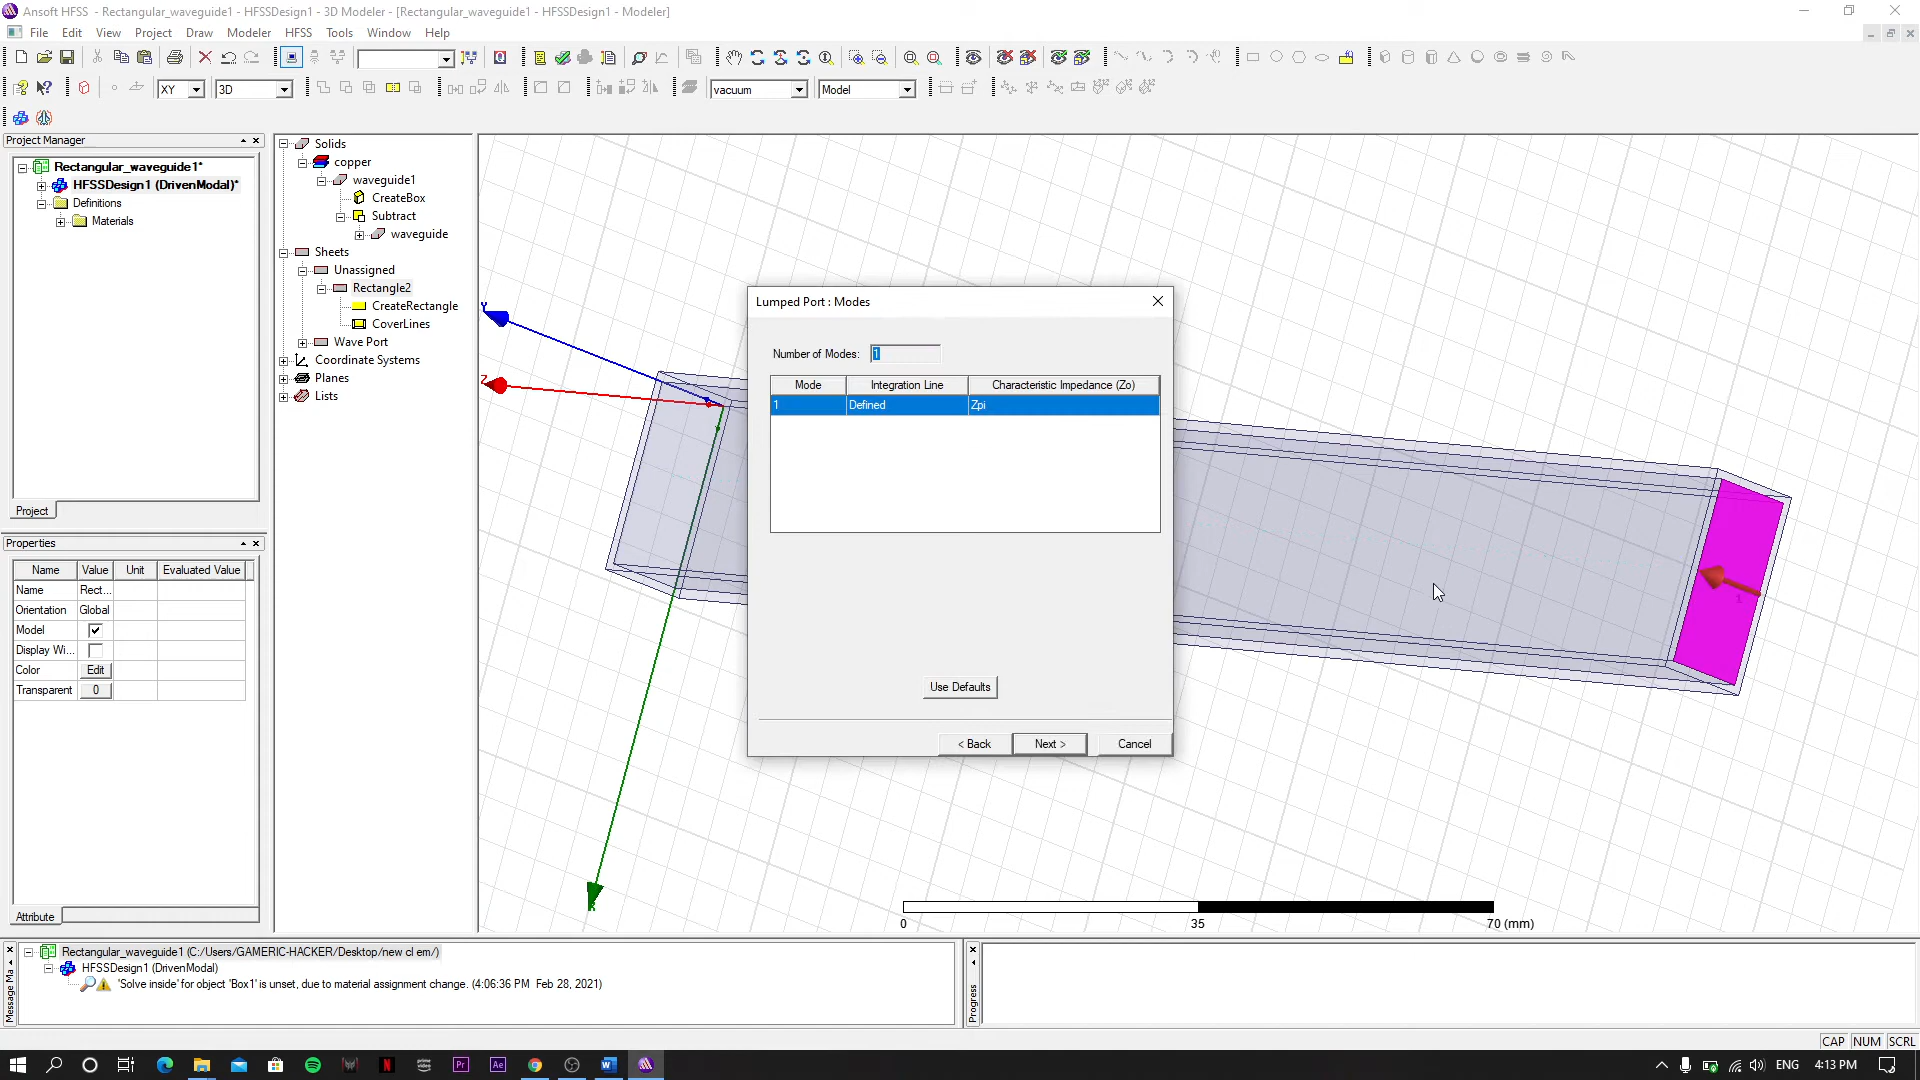 Ansoft HFSS - Rectangular_waveguide1 - HFSSDesign1 - 3D Modeler - [Rectangular_waveguide1 - HFSSDesign1 - Modeler]
File Edit View Project Draw Modeler HFSS Tools Window Help
XY 3D vacuum Model
Project Manager
Rectangular_waveguide1*
HFSSDesign1 (DrivenModal)*
Definitions
Materials
Project
Properties
Name Value Unit Evaluated Value
Name Rect...
Orientation Global
Model
Display Wi...
Color Edit
Transparent 0
Attribute
Solids
copper
waveguide1
CreateBox
Subtract
waveguide
Sheets
Unassigned
Rectangle2
CreateRectangle
CoverLines
Wave Port
Coordinate Systems
Planes
Lists
Y
Z
Lumped Port : Modes
Number of Modes: 1
Mode Integration Line Characteristic Impedance (Zo)
1 Defined Zpi
Use Defaults
< Back Next > Cancel
1
0 35 70 (mm)
Message Ma
Rectangular_waveguide1 (C:/Users/GAMERIC-HACKER/Desktop/new cl em/)
HFSSDesign1 (DrivenModal)
'Solve inside' for object 'Box1' is unset, due to material assignment change. (4:06:36 PM Feb 28, 2021)
Progress
CAP NUM SCRL
ENG 4:13 PM